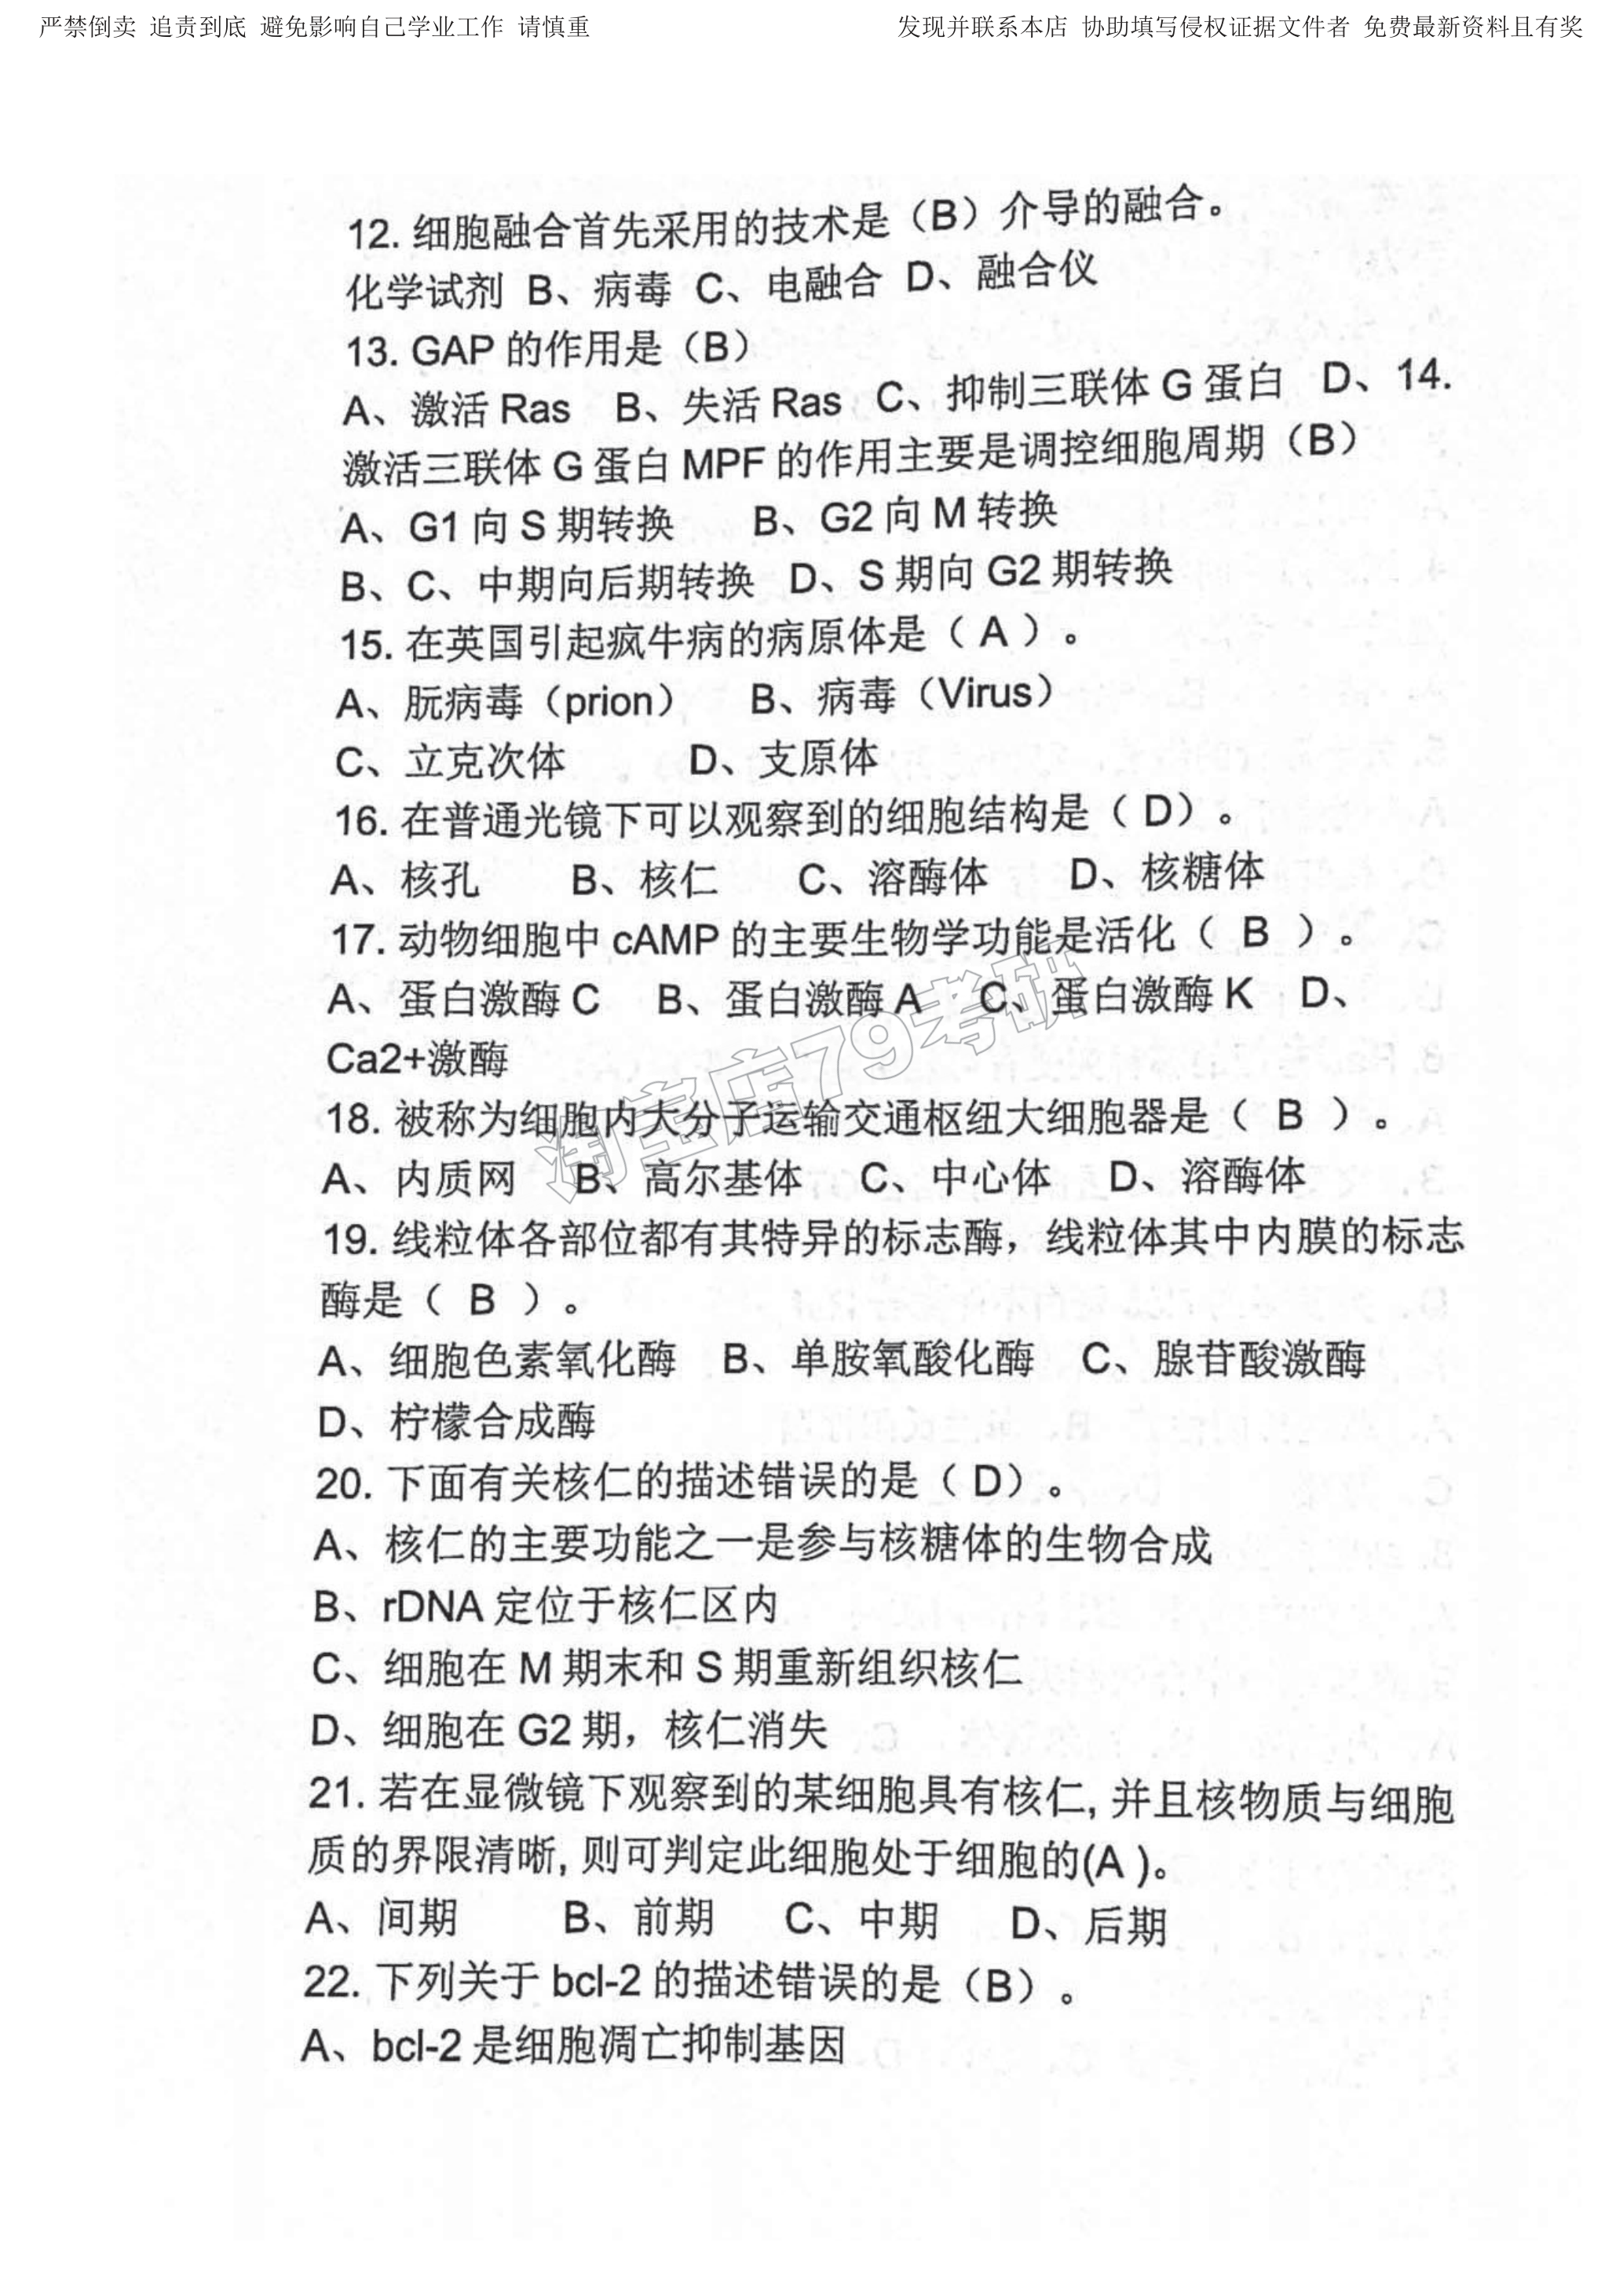 严禁倒卖 追责到底 避免影响自己学业工作 请慎重
发现并联系本店 协助填写侵权证据文件者 免费最新资料且有奖
12. 细胞融合首先采用的技术是（B）介导的融合。
化学试剂 B、病毒 C、电融合 D、融合仪
13. GAP 的作用是（B）
A、激活 Ras B、失活 Ras C、抑制三联体 G 蛋白 D、14.
激活三联体 G 蛋白 MPF 的作用主要是调控细胞周期（B）
A、G1 向 S 期转换 B、G2 向 M 转换
B、C、中期向后期转换 D、S 期向 G2 期转换
15. 在英国引起疯牛病的病原体是（ A ）。
A、朊病毒（prion） B、病毒（Virus）
C、立克次体 D、支原体
16. 在普通光镜下可以观察到的细胞结构是（ D）。
A、核孔 B、核仁 C、溶酶体 D、核糖体
17. 动物细胞中 cAMP 的主要生物学功能是活化（ B ）。
A、蛋白激酶 C B、蛋白激酶 A C、蛋白激酶 K D、
Ca2+激酶
淘宝店79考研
18. 被称为细胞内大分子运输交通枢纽大细胞器是（ B ）。
A、内质网 B、高尔基体 C、中心体 D、溶酶体
19. 线粒体各部位都有其特异的标志酶，线粒体其中内膜的标志
酶是（ B ）。
A、细胞色素氧化酶 B、单胺氧酸化酶 C、腺苷酸激酶
D、柠檬合成酶
20. 下面有关核仁的描述错误的是（ D）。
A、核仁的主要功能之一是参与核糖体的生物合成
B、rDNA 定位于核仁区内
C、细胞在 M 期末和 S 期重新组织核仁
D、细胞在 G2 期，核仁消失
21. 若在显微镜下观察到的某细胞具有核仁, 并且核物质与细胞
质的界限清晰, 则可判定此细胞处于细胞的(A )。
A、间期 B、前期 C、中期 D、后期
22. 下列关于 bcl-2 的描述错误的是（B）。
A、bcl-2 是细胞凋亡抑制基因